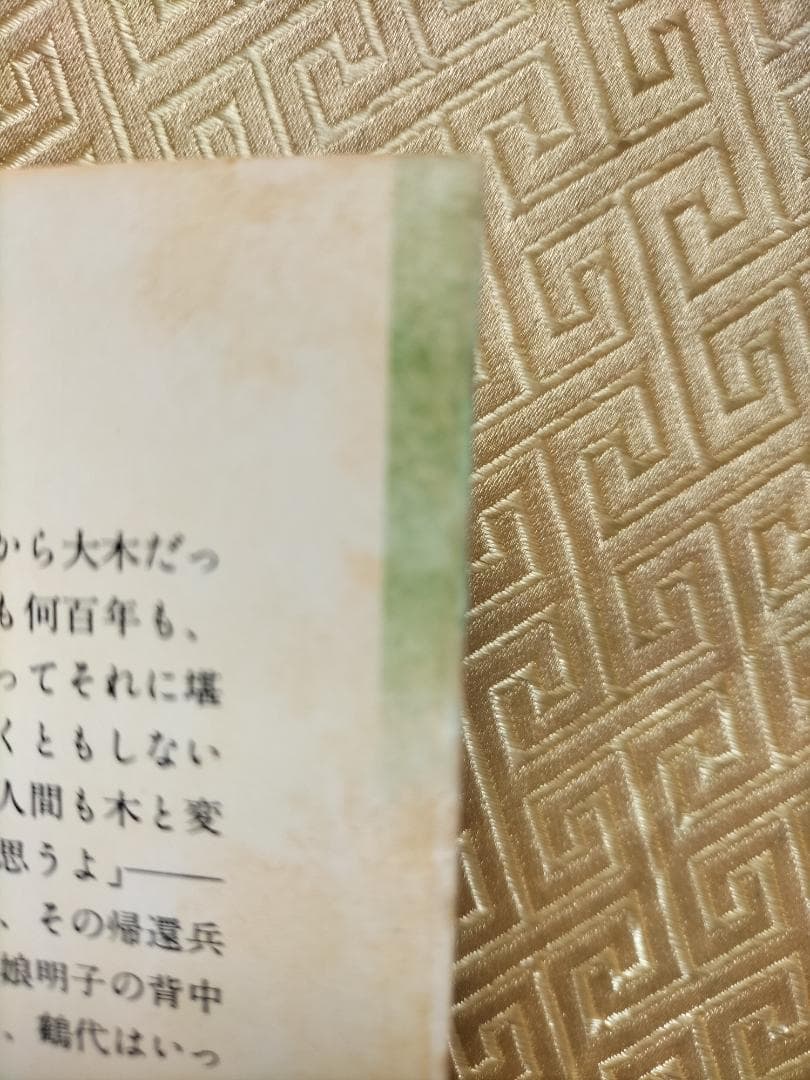 から大木だっ
も何百年も、
ってそれに堪
くともしない
人間も木と変
思うよ」――
、その帰還兵
娘明子の背中
、鶴代はいっ